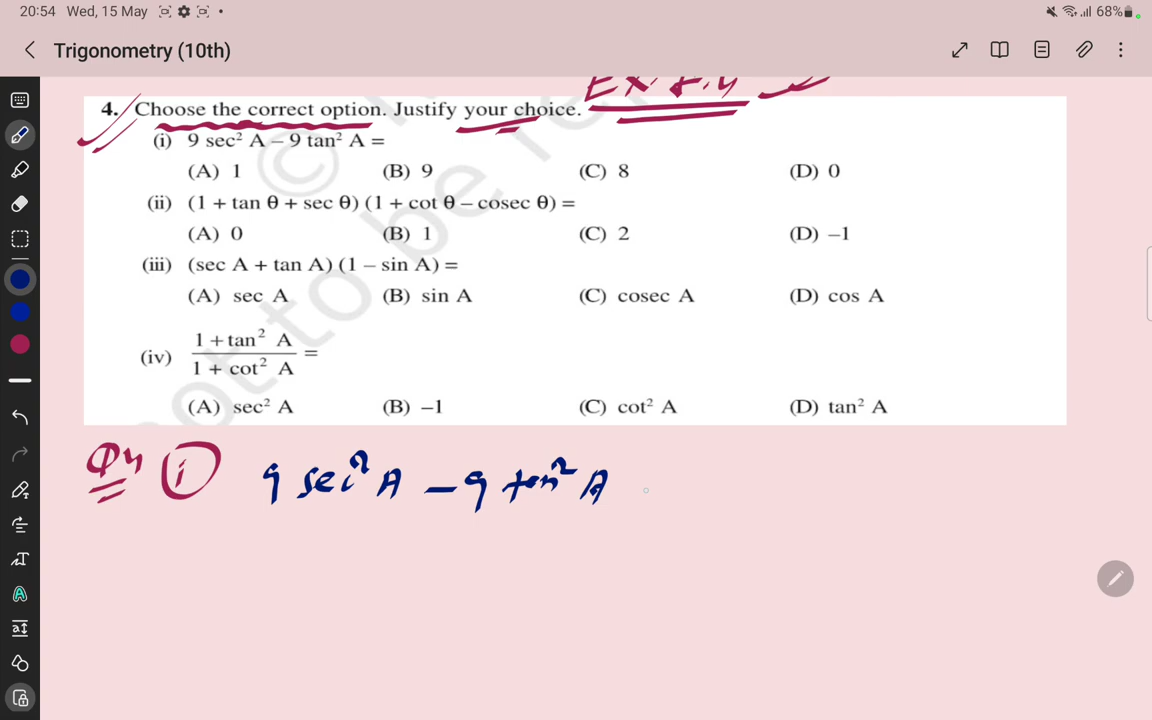 20:54 Wed, 15 May 68%
Trigonometry (10th)
4. Choose the correct option. Justify your choice.
(i) 9 sec² A – 9 tan² A =
(A) 1 (B) 9 (C) 8 (D) 0
(ii) (1 + tan θ + sec θ) (1 + cot θ – cosec θ) =
(A) 0 (B) 1 (C) 2 (D) –1
(iii) (sec A + tan A) (1 – sin A) =
(A) sec A (B) sin A (C) cosec A (D) cos A
(iv) 1 + tan² A
1 + cot² A =
(A) sec² A (B) –1 (C) cot² A (D) tan² A
Q4 (i) 9 sec² A – 9 tan² A